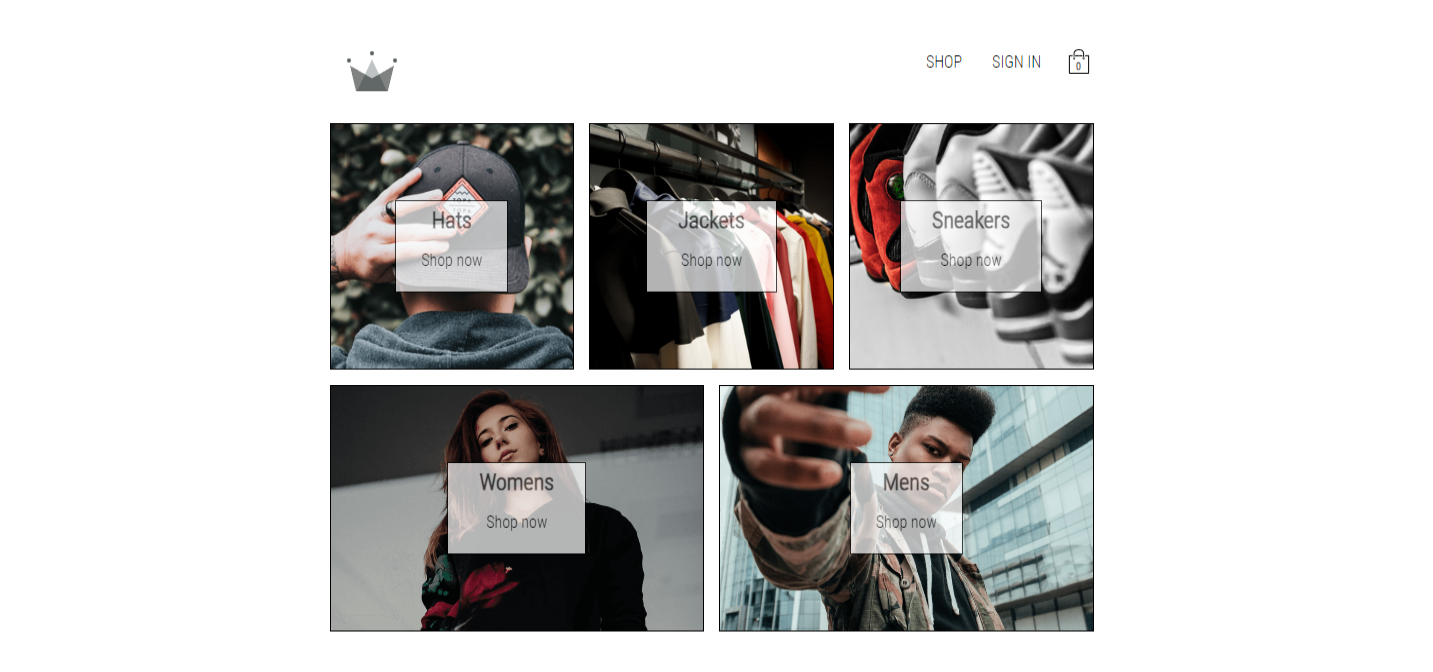 SHOP
SIGN IN
0
Hats
Shop now
Jackets
Shop now
Sneakers
Shop now
Womens
Shop now
Mens
Shop now